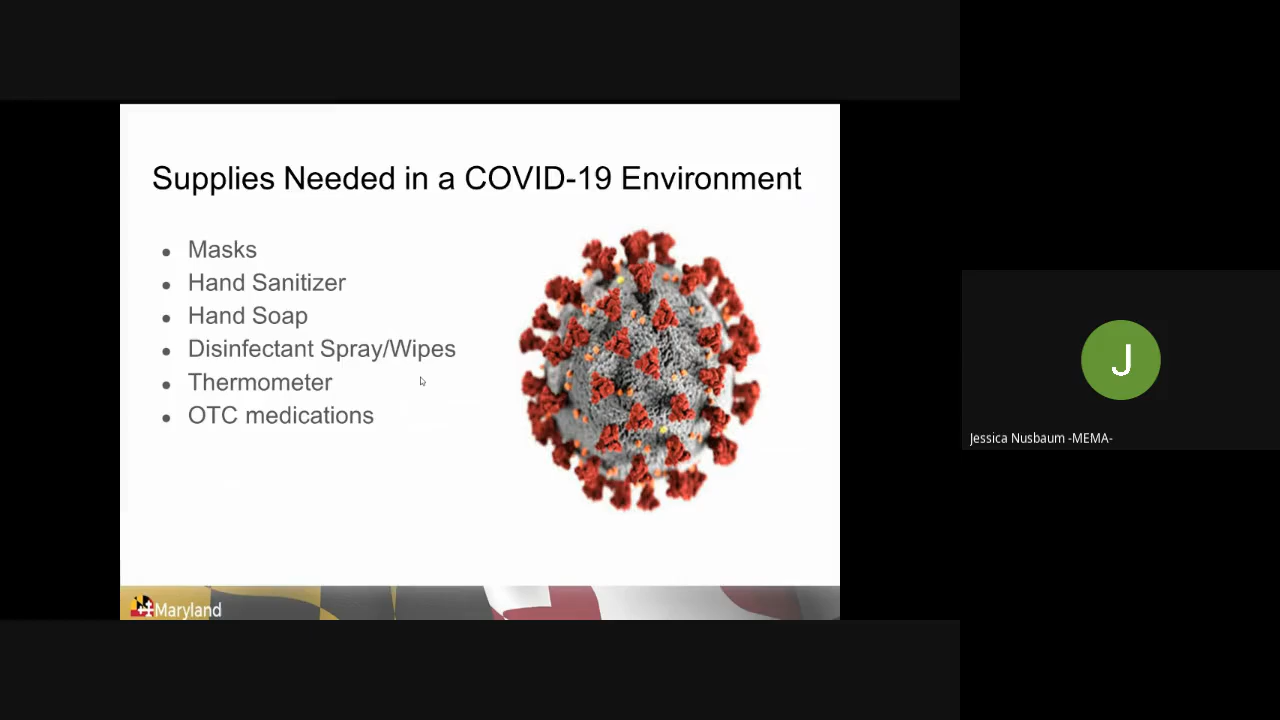 Supplies Needed in a COVID-19 Environment
• Masks
• Hand Sanitizer
• Hand Soap
• Disinfectant Spray/Wipes
• Thermometer
• OTC medications
Maryland
J
Jessica Nusbaum -MEMA-